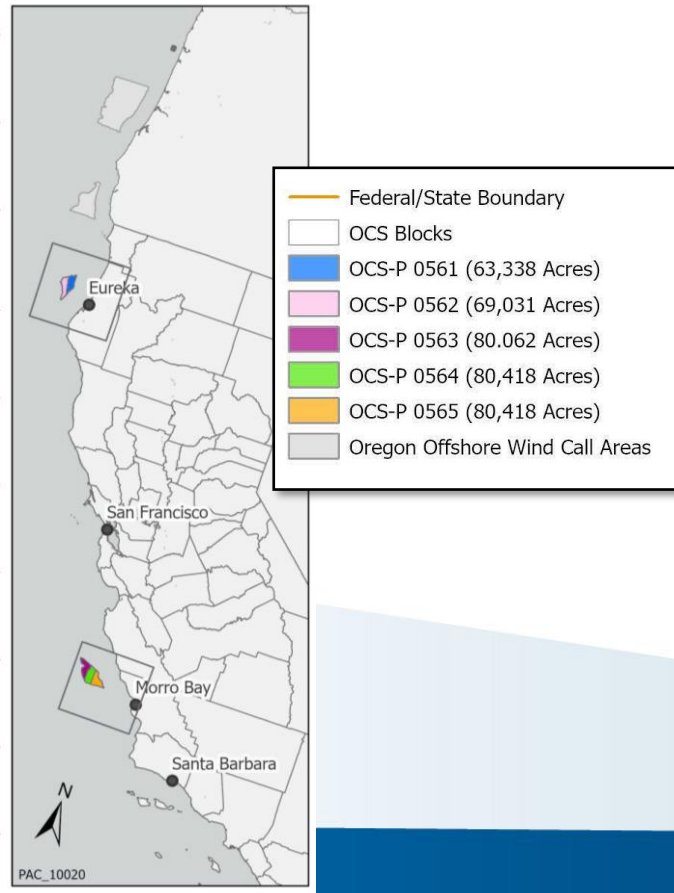 Federal/State Boundary
OCS Blocks
OCS-P 0561 (63,338 Acres)
OCS-P 0562 (69,031 Acres)
OCS-P 0563 (80.062 Acres)
OCS-P 0564 (80,418 Acres)
OCS-P 0565 (80,418 Acres)
Oregon Offshore Wind Call Areas
Eureka
San Francisco
Morro Bay
Santa Barbara
N
PAC_10020